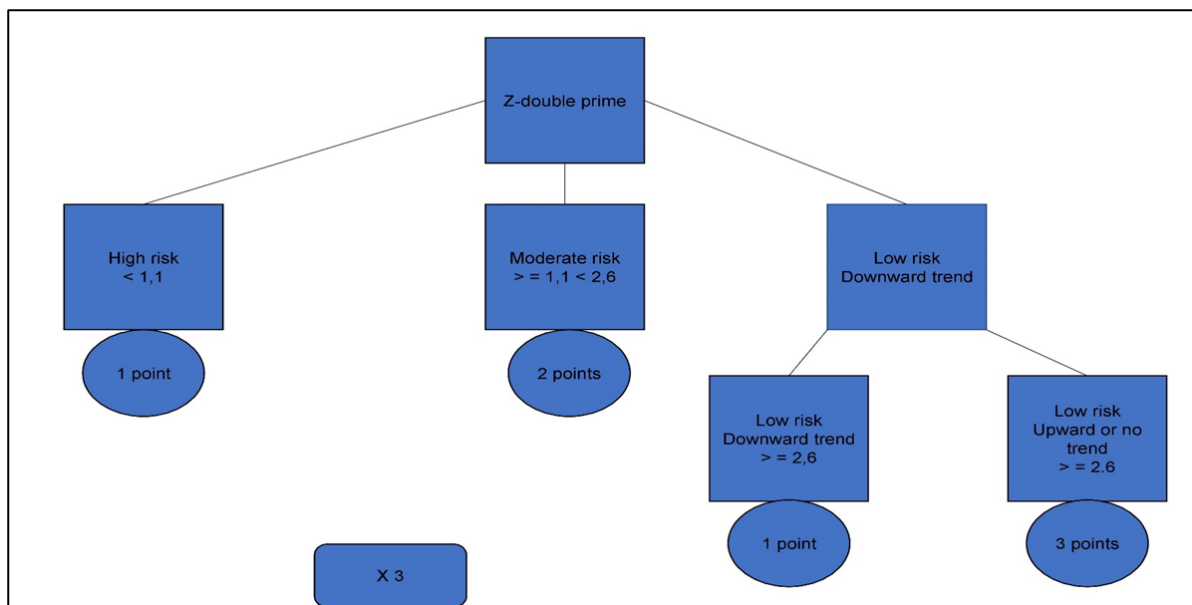 Z-double prime
High risk
< 1,1
Moderate risk
> = 1,1 < 2,6
Low risk
Downward trend
1 point
2 points
Low risk
Downward trend
> = 2,6
Low risk
Upward or no
trend
> = 2.6
1 point
3 points
X 3